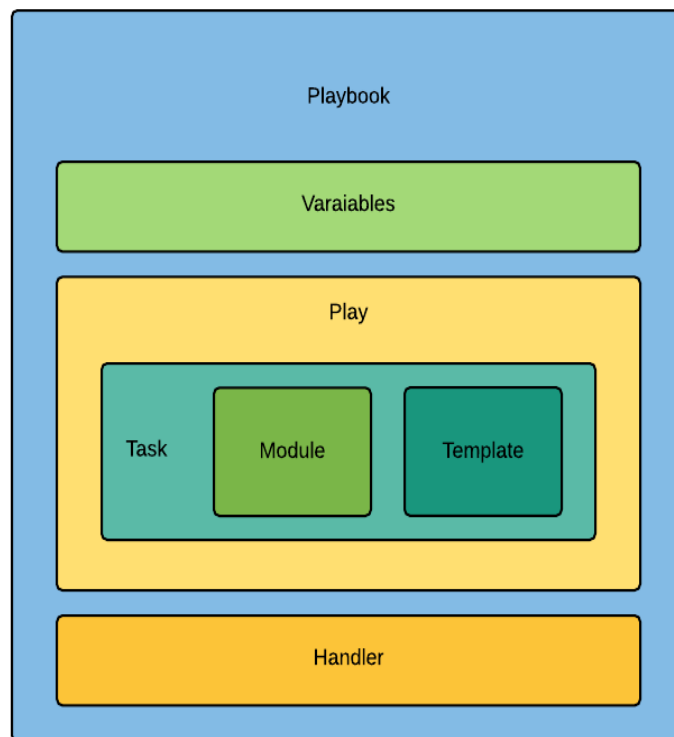 Playbook
Varaiables
Play
Task
Module
Template
Handler